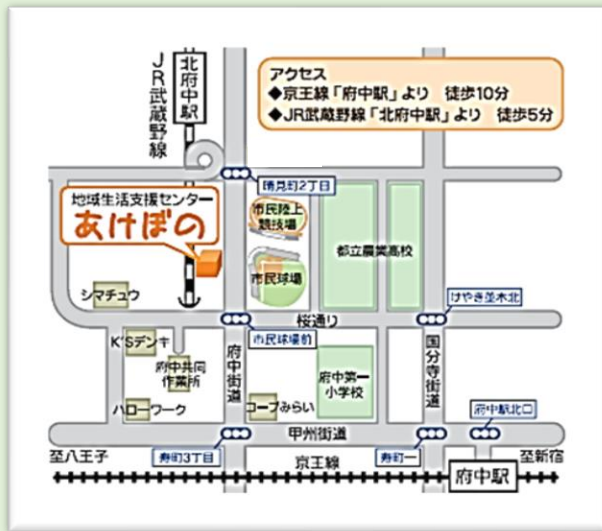 アクセス
◆京王線「府中駅」より 徒歩10分
◆JR武蔵野線「北府中駅」より 徒歩5分
JR武蔵野線
北府中駅
晴見町2丁目
地域生活支援センター
あけぼの
市民陸上
競技場
都立農業高校
市民球場
シマチュウ
けやき並木北
桜通り
市民球場前
K'Sデンキ
府中共同
作業所
府中街道
国分寺街道
府中第一
小学校
ハローワーク
コープみらい
府中駅北口
甲州街道
至八王子
寿町3丁目
京王線
寿町一
府中駅
至新宿